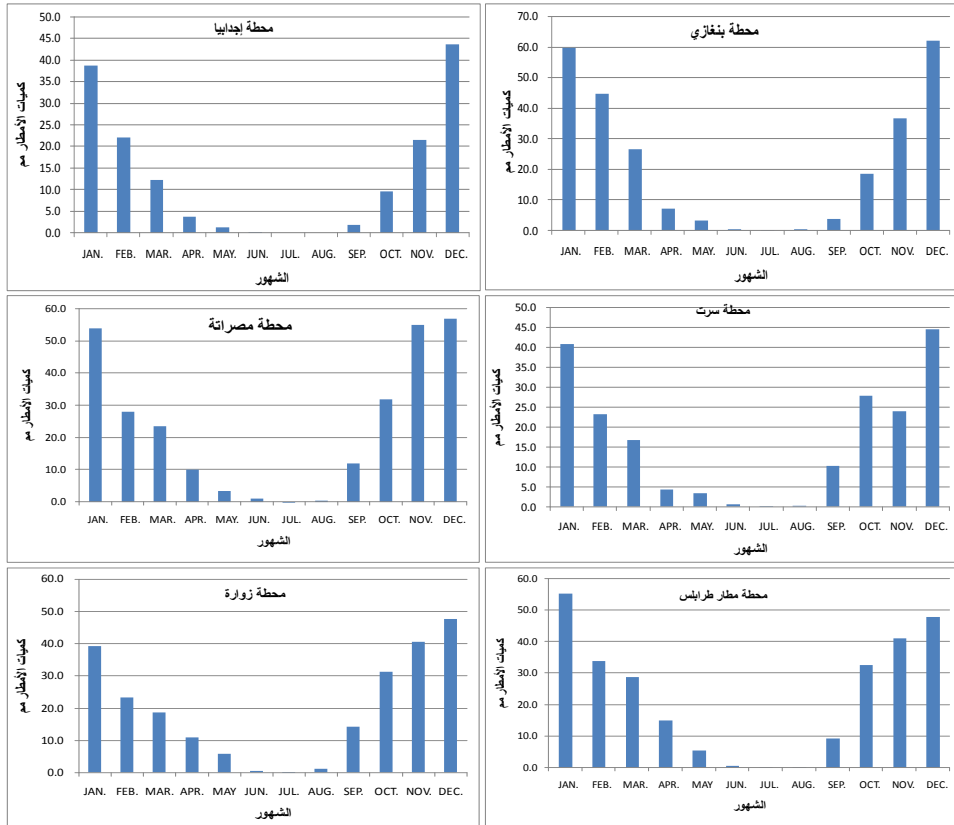 محطة إجدابيا
كميات الأمطار مم
50.0
45.0
40.0
35.0
30.0
25.0
20.0
15.0
10.0
5.0
0.0
JAN. FEB. MAR. APR. MAY. JUN. JUL. AUG. SEP. OCT. NOV. DEC.
الشهور
محطة بنغازي
كميات الأمطار مم
70.0
60.0
50.0
40.0
30.0
20.0
10.0
0.0
JAN. FEB. MAR. APR. MAY. JUN. JUL. AUG. SEP. OCT. NOV. DEC.
الشهور
محطة مصراتة
كميات الأمطار مم
60.0
50.0
40.0
30.0
20.0
10.0
0.0
JAN. FEB. MAR. APR. MAY. JUN. JUL. AUG. SEP. OCT. NOV. DEC.
الشهور
محطة سرت
كميات الأمطار مم
50.0
45.0
40.0
35.0
30.0
25.0
20.0
15.0
10.0
5.0
0.0
JAN. FEB. MAR. APR. MAY. JUN. JUL. AUG. SEP. OCT. NOV. DEC.
الشهور
محطة زوارة
كميات الأمطار مم
60.0
50.0
40.0
30.0
20.0
10.0
0.0
JAN. FEB. MAR. APR. MAY JUN. JUL. AUG. SEP. OCT. NOV. DEC.
الشهور
محطة مطار طرابلس
كميات الأمطار مم
60.0
50.0
40.0
30.0
20.0
10.0
0.0
JAN. FEB. MAR. APR. MAY. JUN. JUL. AUG. SEP. OCT. NOV. DEC.
الشهور